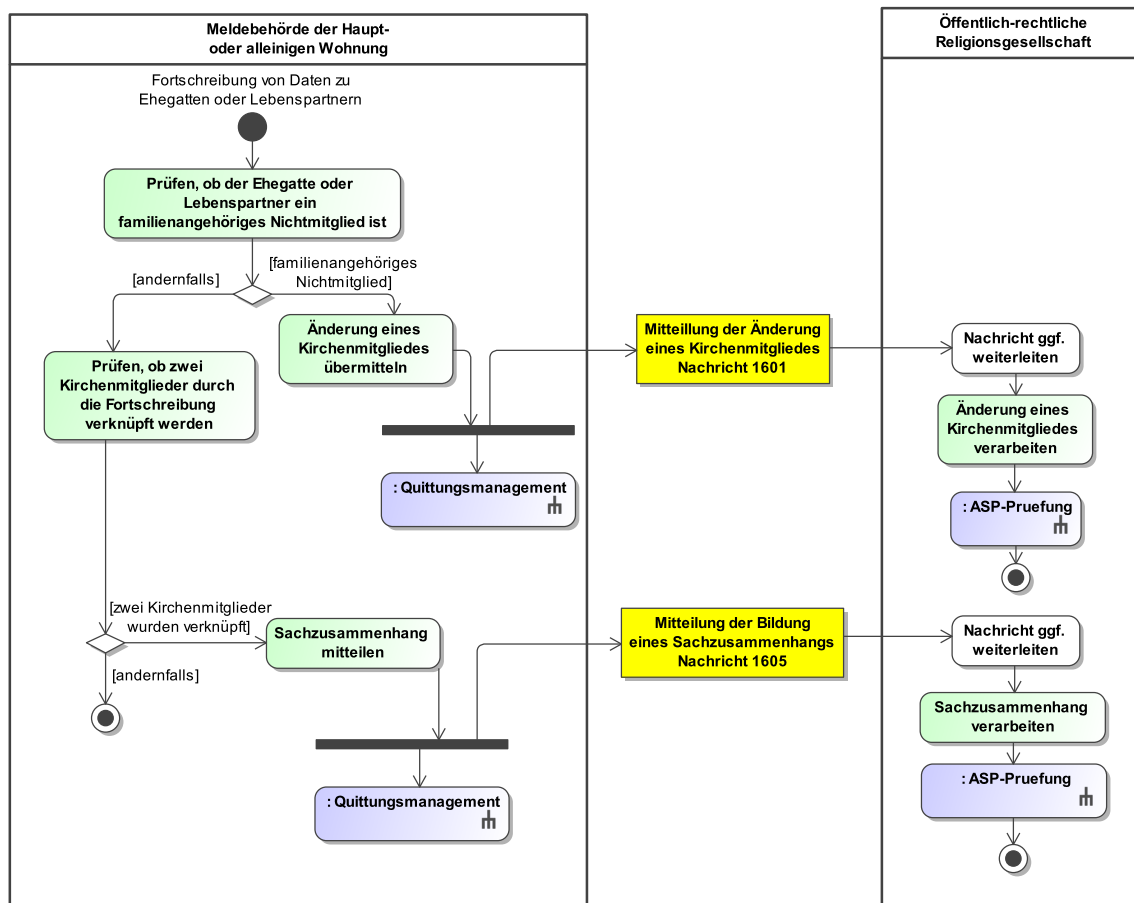 Meldebehörde der Haupt-
oder alleinigen Wohnung
Öffentlich-rechtliche
Religionsgesellschaft
Fortschreibung von Daten zu
Ehegatten oder Lebenspartnern
Prüfen, ob der Ehegatte oder
Lebenspartner ein
familienangehöriges Nichtmitglied ist
[andernfalls]
[familienangehöriges
Nichtmitglied]
Änderung eines
Kirchenmitgliedes
übermitteln
Prüfen, ob zwei
Kirchenmitglieder durch
die Fortschreibung
verknüpft werden
: Quittungsmanagement
Mitteillung der Änderung
eines Kirchenmitgliedes
Nachricht 1601
Nachricht ggf.
weiterleiten
Änderung eines
Kirchenmitgliedes
verarbeiten
: ASP-Pruefung
[zwei Kirchenmitglieder
wurden verknüpft]
[andernfalls]
Sachzusammenhang
mitteilen
: Quittungsmanagement
Mitteilung der Bildung
eines Sachzusammenhangs
Nachricht 1605
Nachricht ggf.
weiterleiten
Sachzusammenhang
verarbeiten
: ASP-Pruefung